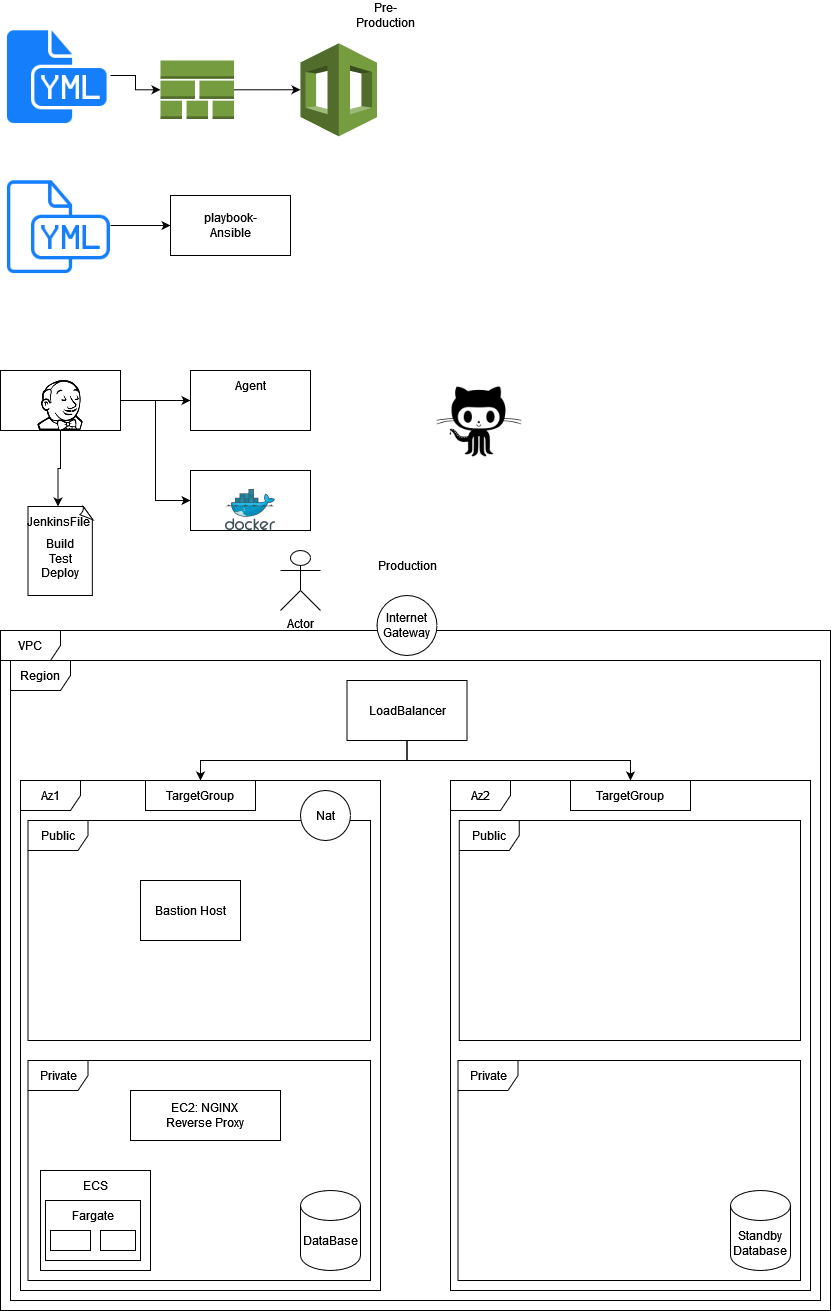 Pre-
Production
YML
YML
playbook-
Ansible
Agent
docker
JenkinsFile
Build
Test
Deploy
Actor
Production
Internet
Gateway
VPC
Region
LoadBalancer
Az1
TargetGroup
Nat
Public
Bastion Host
Private
EC2: NGINX
Reverse Proxy
ECS
Fargate
DataBase
Az2
TargetGroup
Public
Private
Standby
Database